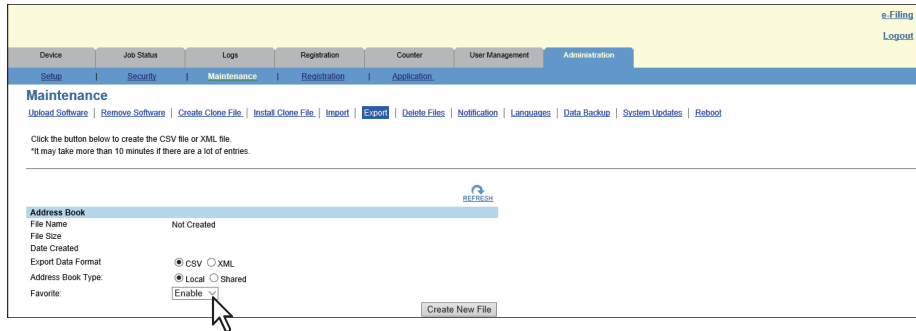 e-Filing
Logout
Device Job Status Logs Registration Counter User Management Administration
Setup | Security | Maintenance | Registration | Application
Maintenance
Upload Software | Remove Software | Create Clone File | Install Clone File | Import | Export | Delete Files | Notification | Languages | Data Backup | System Updates | Reboot
Click the button below to create the CSV file or XML file.
*It may take more than 10 minutes if there are a lot of entries.
REFRESH
Address Book
File Name Not Created
File Size
Date Created
Export Data Format CSV XML
Address Book Type: Local Shared
Favorite: Enable
Create New File